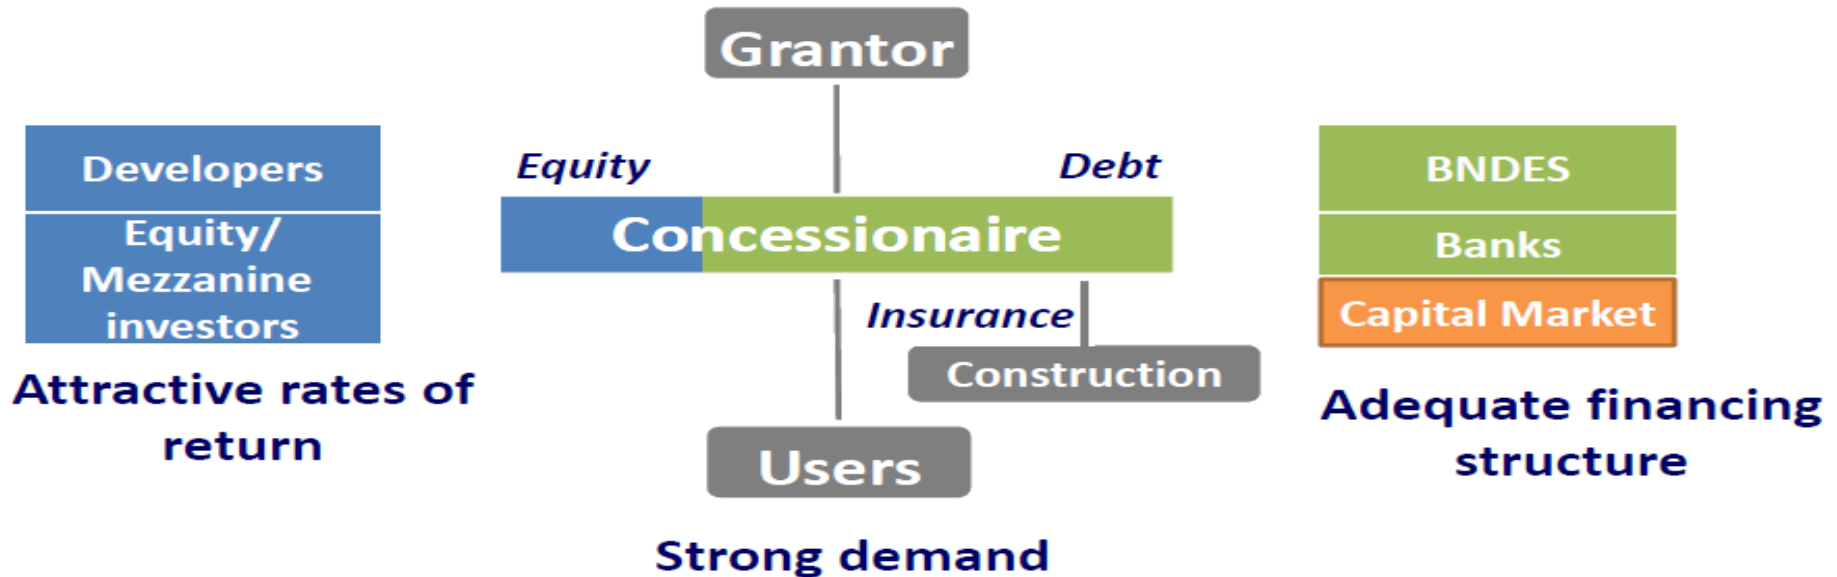 Grantor
Developers
Equity/
Mezzanine
investors
Attractive rates of
return
Equity
Debt
Concessionaire
Insurance
Construction
Users
Strong demand
BNDES
Banks
Capital Market
Adequate financing
structure